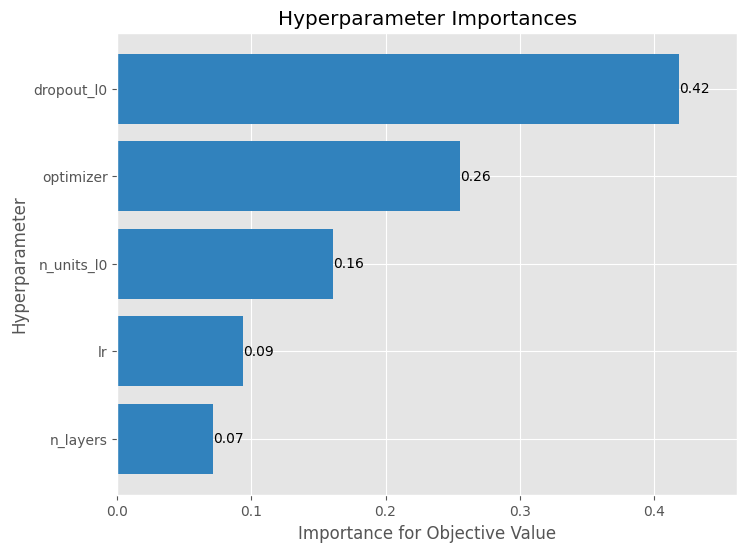 Hyperparameter Importances
Hyperparameter
dropout_l0
0.42
optimizer
0.26
n_units_l0
0.16
lr
0.09
n_layers
0.07
0.0 0.1 0.2 0.3 0.4
Importance for Objective Value